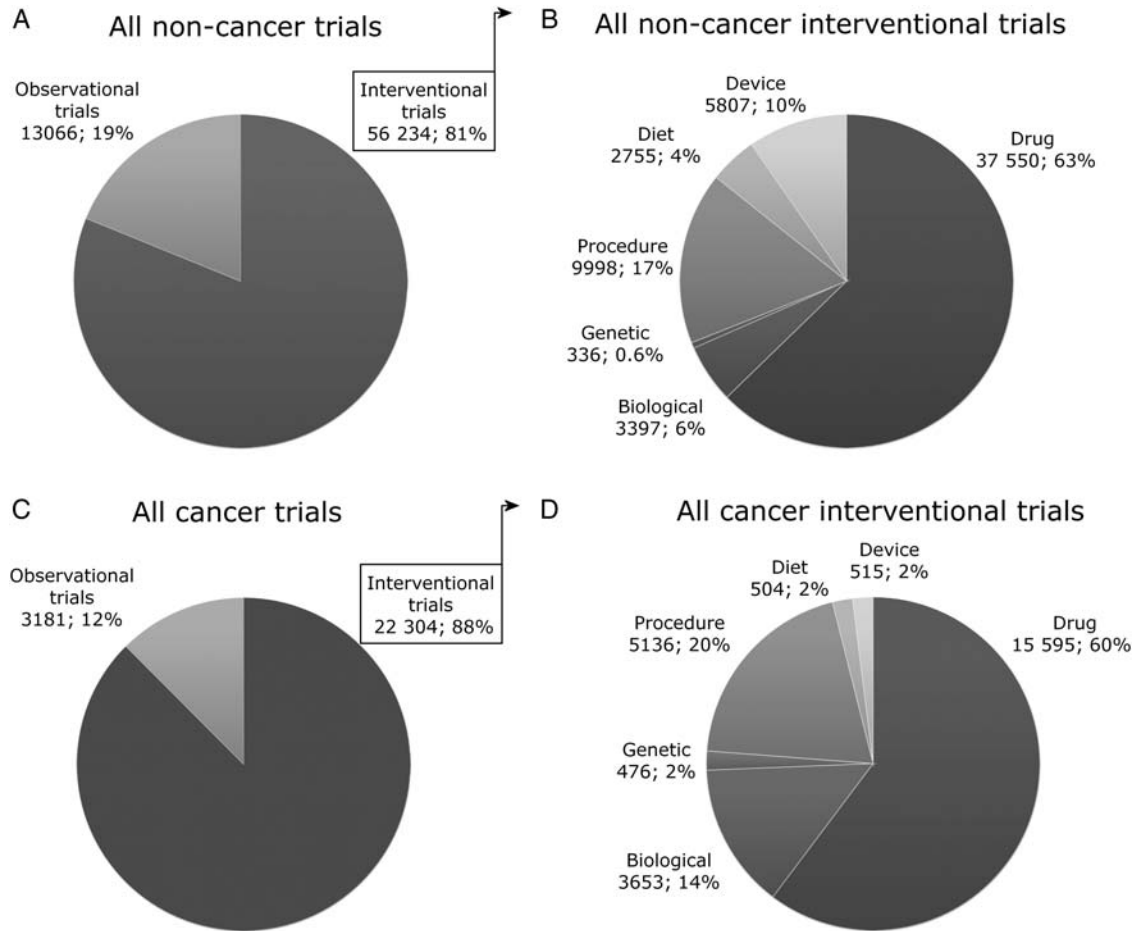 A
All non-cancer trials
Observational
trials
13066; 19%
Interventional
trials
56 234; 81%
B
All non-cancer interventional trials
Device
5807; 10%
Drug
37 550; 63%
Diet
2755; 4%
Procedure
9998; 17%
Genetic
336; 0.6%
Biological
3397; 6%
C
All cancer trials
Observational
trials
3181; 12%
Interventional
trials
22 304; 88%
D
All cancer interventional trials
Device
515; 2%
Diet
504; 2%
Drug
15 595; 60%
Procedure
5136; 20%
Genetic
476; 2%
Biological
3653; 14%